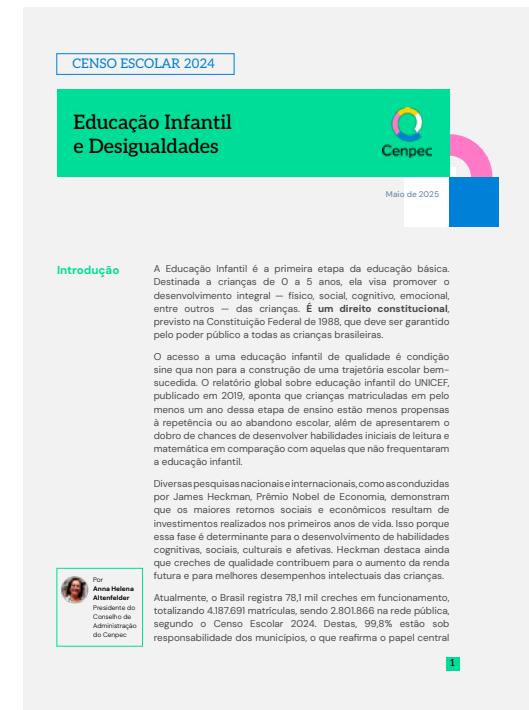 CENSO ESCOLAR 2024
Educação Infantil
e Desigualdades
Cenpec
Maio de 2025
Introdução
A Educação Infantil é a primeira etapa da educação básica.
Destinada a crianças de 0 a 5 anos, ela visa promover o
desenvolvimento integral — físico, social, cognitivo, emocional,
entre outros — das crianças. É um direito constitucional,
previsto na Constituição Federal de 1988, que deve ser garantido
pelo poder público a todas as crianças brasileiras.
O acesso a uma educação infantil de qualidade é condição
sine qua non para a construção de uma trajetória escolar bem-
sucedida. O relatório global sobre educação infantil do UNICEF,
publicado em 2019, aponta que crianças matriculadas em pelo
menos um ano dessa etapa de ensino estão menos propensas
à repetência ou ao abandono escolar, além de apresentarem o
dobro de chances de desenvolver habilidades iniciais de leitura e
matemática em comparação com aquelas que não frequentaram
a educação infantil.
Diversas pesquisas nacionais e internacionais, como as conduzidas
por James Heckman, Prêmio Nobel de Economia, demonstram
que os maiores retornos sociais e econômicos resultam de
investimentos realizados nos primeiros anos de vida. Isso porque
essa fase é determinante para o desenvolvimento de habilidades
cognitivas, sociais, culturais e afetivas. Heckman destaca ainda
que creches de qualidade contribuem para o aumento da renda
futura e para melhores desempenhos intelectuais das crianças.
Atualmente, o Brasil registra 78,1 mil creches em funcionamento,
totalizando 4.187.691 matrículas, sendo 2.801.866 na rede pública,
segundo o Censo Escolar 2024. Destas, 99,8% estão sob
responsabilidade dos municípios, o que reafirma o papel central
Por
Anna Helena
Altenfelder
Presidente do
Conselho de
Administração
do Cenpec
1